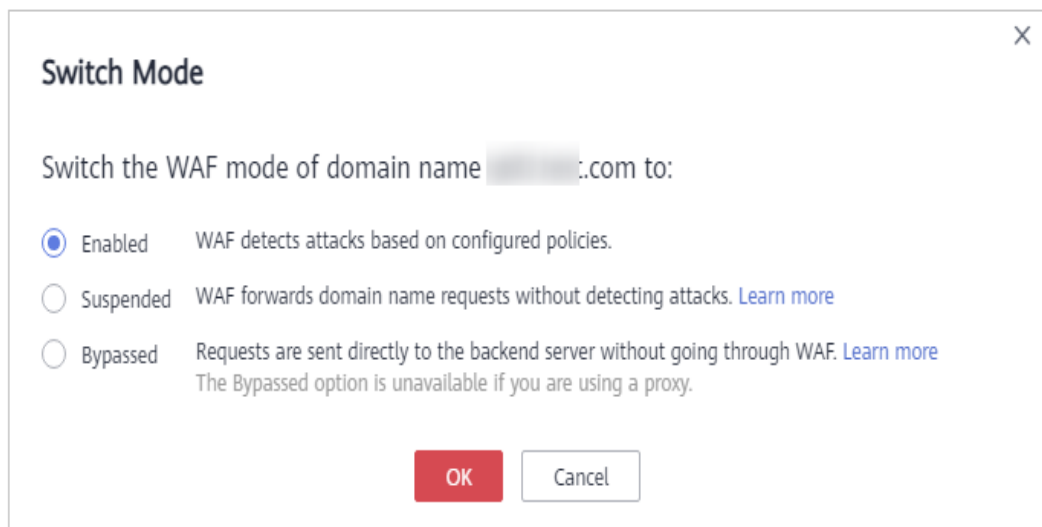 Switch Mode
Switch the WAF mode of domain name .com to:
Enabled WAF detects attacks based on configured policies.
Suspended WAF forwards domain name requests without detecting attacks. Learn more
Bypassed Requests are sent directly to the backend server without going through WAF. Learn more
The Bypassed option is unavailable if you are using a proxy.
OK Cancel